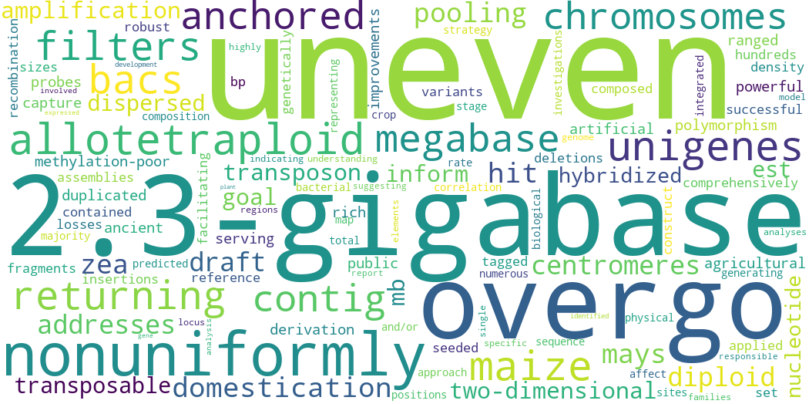 amplification
anchored
pooling
chromosomes
recombination
robust
filters
highly
uneven
strategy
ranged
hundreds
sizes
development
bacs
bp
genetically
representing
improvements
variants
composed
investigations
integrated
density
probes
involved
capture
expressed
dispersed
composition
crop
stage
powerful
successful
model
allotetraploid
megabase
artificial
polymorphism
genome
unigenes
methylation-poor
transposon
indicating
understanding
rate
deletions
est
assemblies
facilitating
goal
bacterial
suggesting
inform
hit
hybridized
comprehensively
duplicated
plant
correlation
contained
regions
rich
elements
biological
construct
analyses
majority
losses
ancient
serving
map
2.3-gigabase
zea
predicted
draft
total
public
tagged
centromeres
agricultural
fragments
insertions
reference
report
mb
numerous
generating
returning
contig
overgo
nucleotide
addresses
locus
derivation
and/or
single
identified
physical
gene
analysis
seeded
specific
sequence
applied
nonuniformly
approach
maize
mays
affect
responsible
diploid
transposable
domestication
positions
two-dimensional
sites
families
set